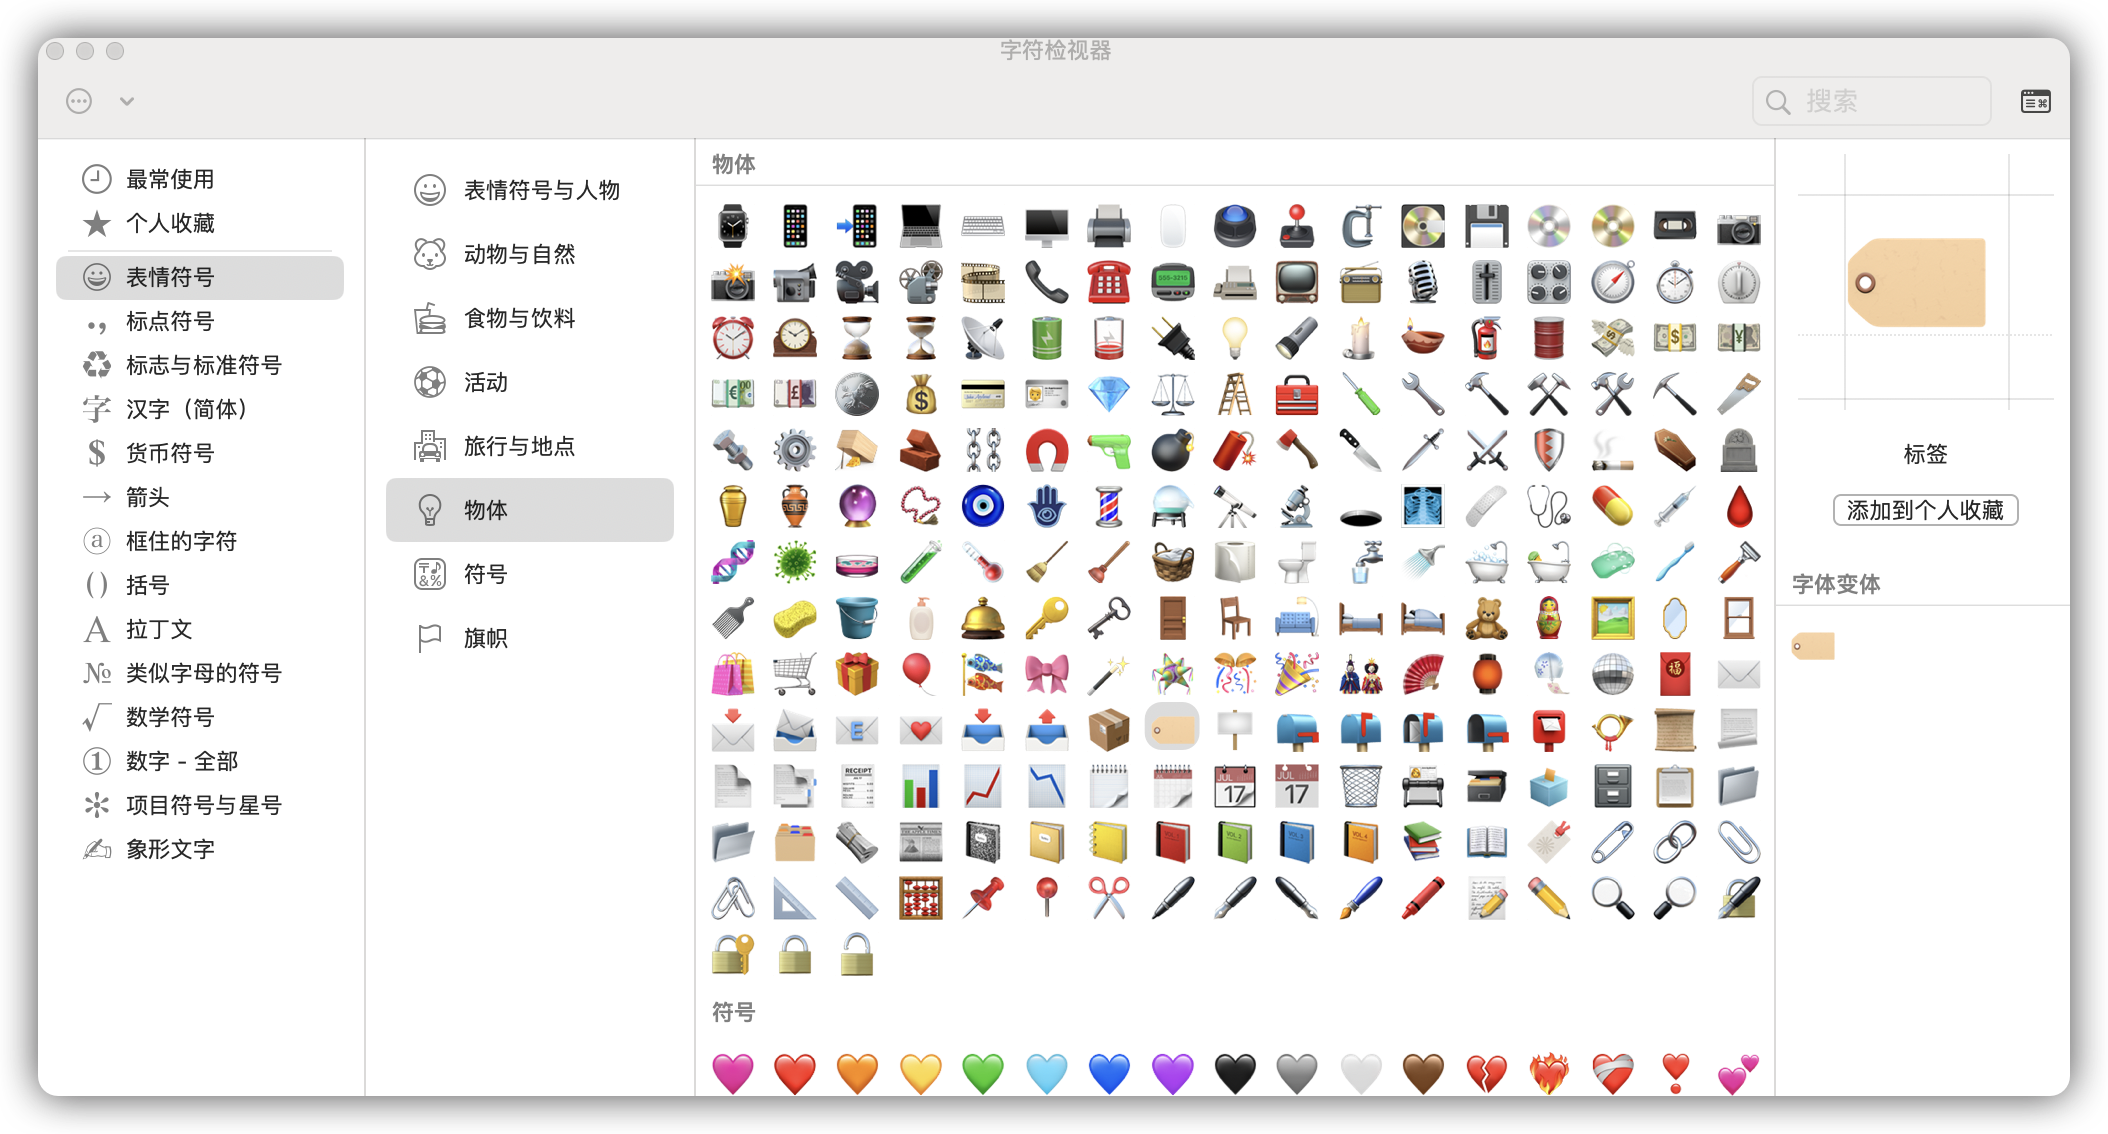 字符检视器
搜索
最常使用
个人收藏
表情符号
标点符号
标志与标准符号
汉字（简体）
货币符号
箭头
框住的字符
括号
拉丁文
类似字母的符号
数学符号
数字 - 全部
项目符号与星号
象形文字
表情符号与人物
动物与自然
食物与饮料
活动
旅行与地点
物体
符号
旗帜
物体
符号
标签
添加到个人收藏
字体变体